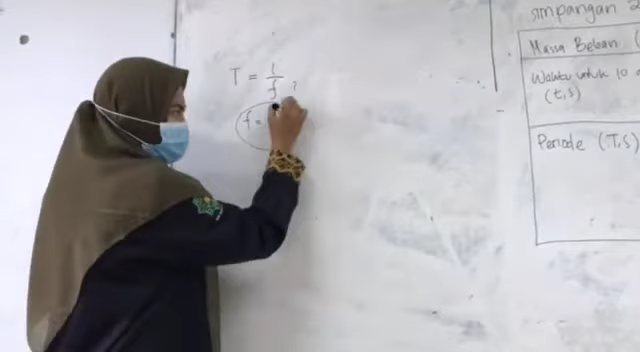 T = 1/f
f =
simpangan
Massa Beban (
Waktu untuk 10
(t,s)
Periode (T,s)